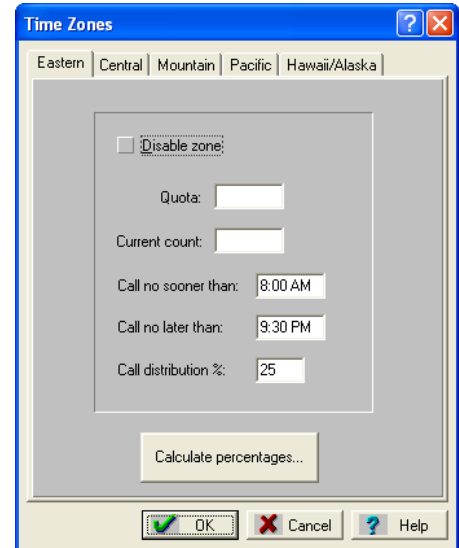 Time Zones
Eastern Central Mountain Pacific Hawaii/Alaska
Disable zone
Quota:
Current count:
Call no sooner than: 8:00 AM
Call no later than: 9:30 PM
Call distribution %: 25
Calculate percentages...
OK Cancel Help